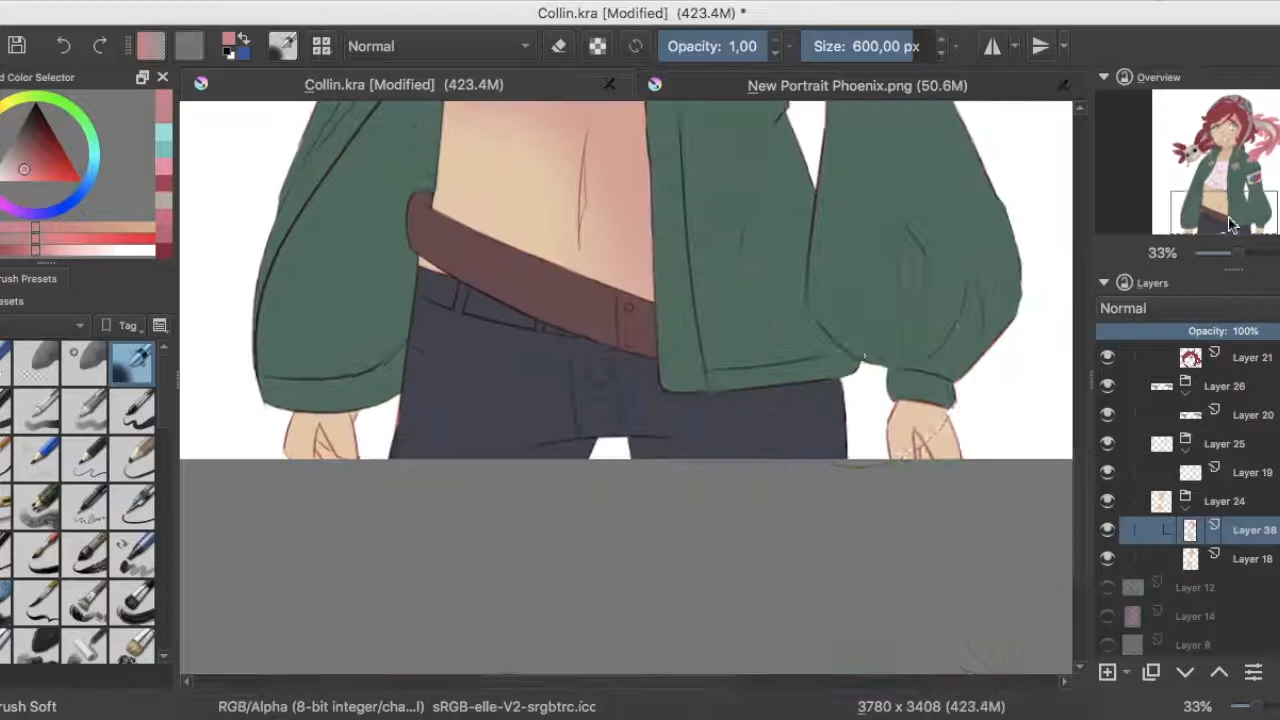 Collin.kra [Modified]  (423.4M) *
Normal
Opacity: 1,00
Size: 600,00 px
d Color Selector
Collin.kra [Modified]  (423.4M)
New Portrait Phoenix.png (50.6M)
Overview
33%
rush Presets
esets
Tag
Layers
Normal
Opacity: 100%
Layer 21
Layer 26
Layer 20
Layer 25
Layer 19
Layer 24
Layer 38
Layer 18
Layer 12
Layer 14
Layer 8
rush Soft
RGB/Alpha (8-bit integer/cha...l)  sRGB-elle-V2-srgbtrc.icc
3780 x 3408 (423.4M)
33%